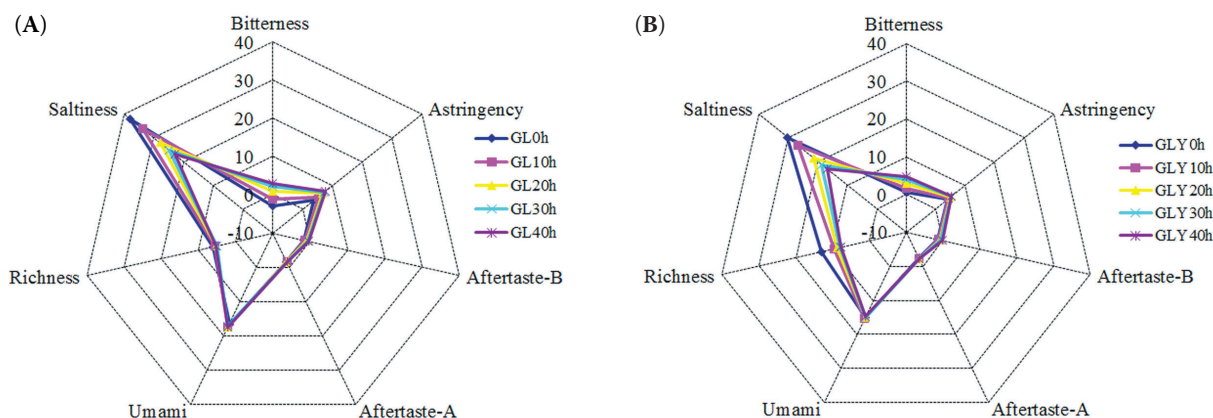 (A)
Bitterness
40
30
20
10
0
-10
Saltiness
Astringency
Richness
Aftertaste-B
Umami
Aftertaste-A
GL0h
GL10h
GL20h
GL30h
GL40h
(B)
Bitterness
40
30
20
10
0
-10
Saltiness
Astringency
Richness
Aftertaste-B
Umami
Aftertaste-A
GLY0h
GLY10h
GLY20h
GLY30h
GLY40h